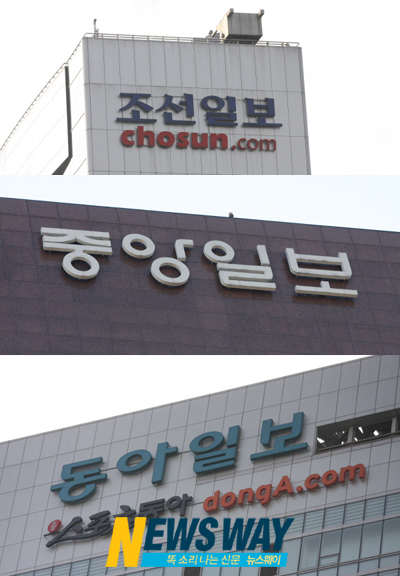 조선일보
chosun.com
중앙일보
동아일보
스포츠동아 dongA.com
NEWSWAY
똑 소리 나는 신문 뉴스웨이